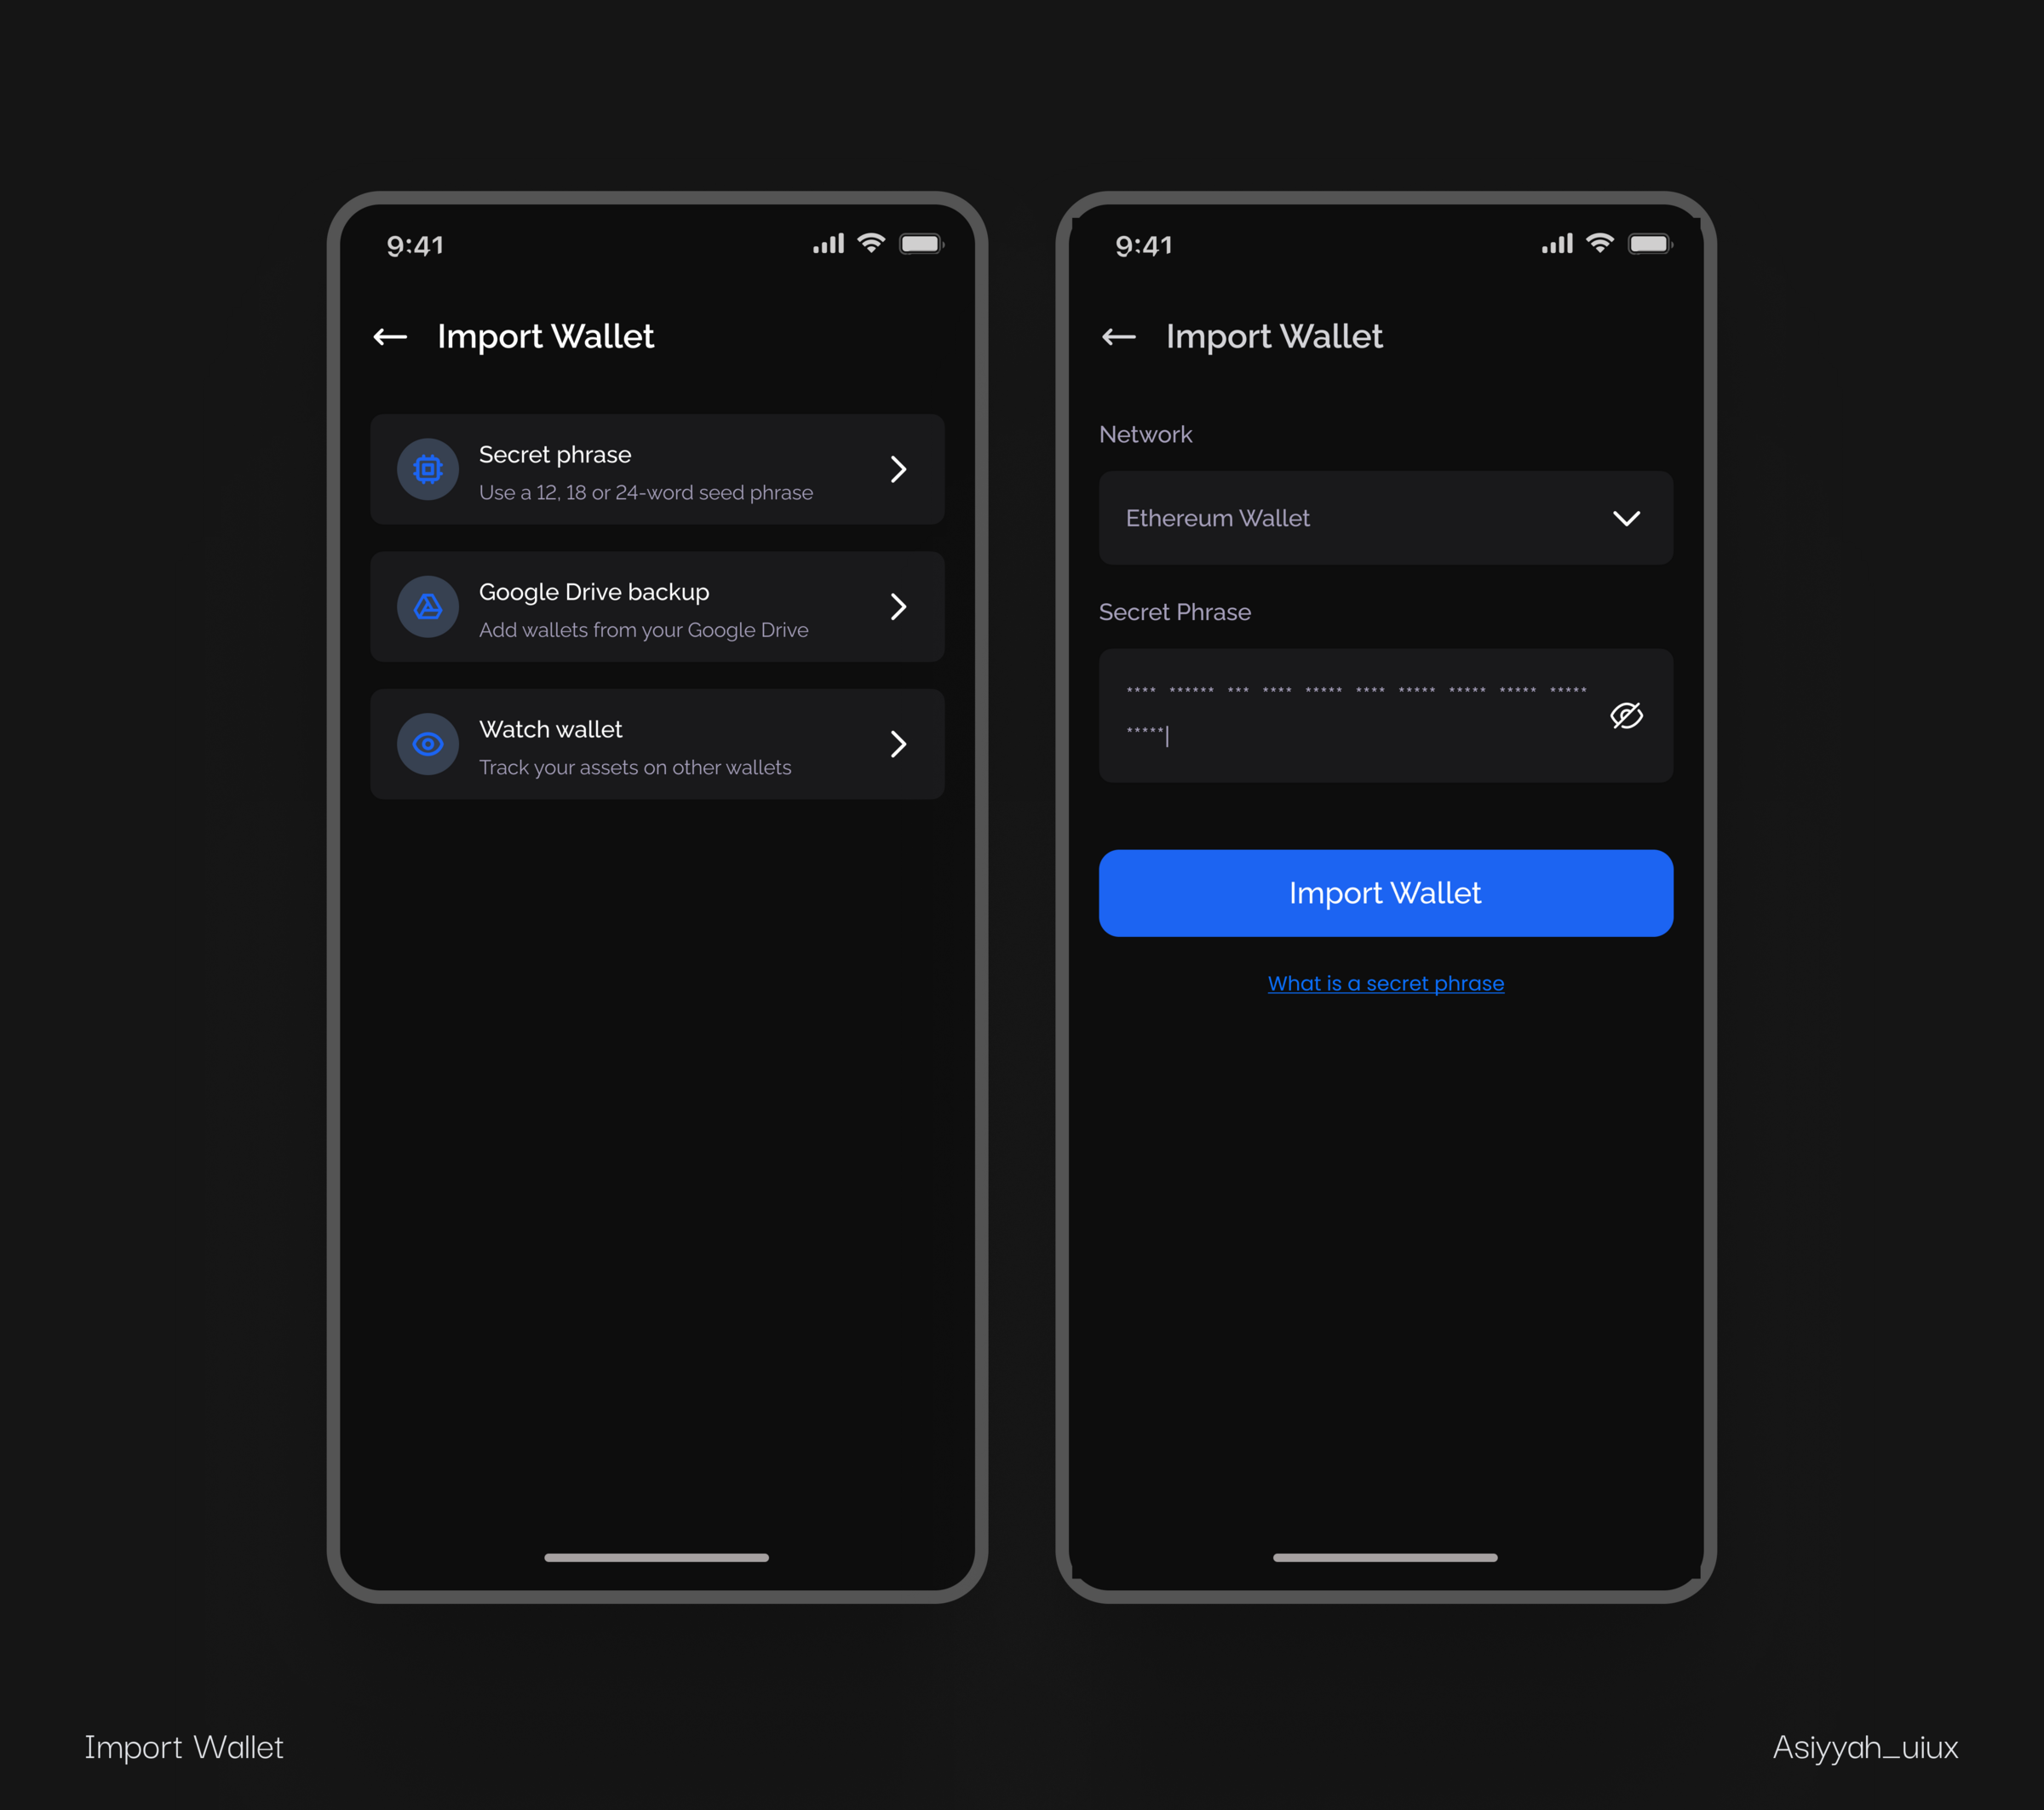 9:41
Import Wallet
Secret phrase
Use a 12, 18 or 24-word seed phrase
Google Drive backup
Add wallets from your Google Drive
Watch wallet
Track your assets on other wallets
9:41
Import Wallet
Network
Ethereum Wallet
Secret Phrase
**** ****** *** **** ***** **** ***** ***** ***** *****
*****
Import Wallet
What is a secret phrase
Import Wallet
Asiyyah_uiux